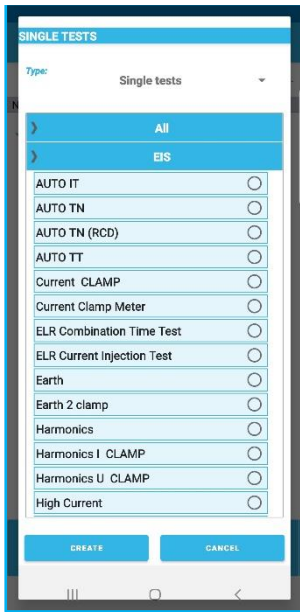 SINGLE TESTS
Type:
Single tests
All
EIS
AUTO IT
AUTO TN
AUTO TN (RCD)
AUTO TT
Current CLAMP
Current Clamp Meter
ELR Combination Time Test
ELR Current Injection Test
Earth
Earth 2 clamp
Harmonics
Harmonics I CLAMP
Harmonics U CLAMP
High Current
CREATE CANCEL